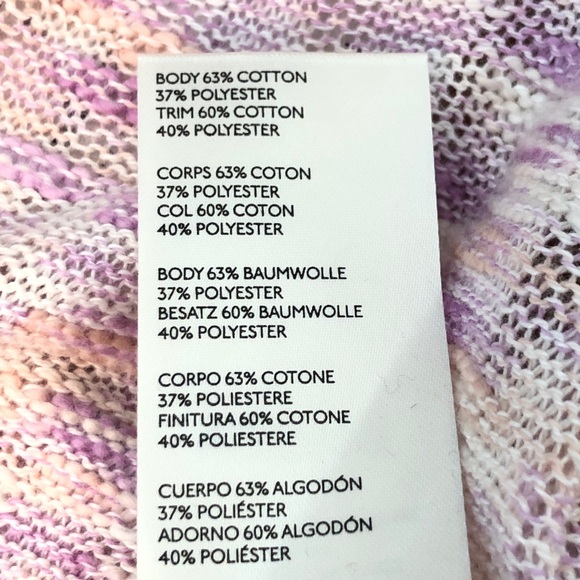 BODY 63% COTTON
37% POLYESTER
TRIM 60% COTTON
40% POLYESTER
CORPS 63% COTON
37% POLYESTER
COL 60% COTON
40% POLYESTER
BODY 63% BAUMWOLLE
37% POLYESTER
BESATZ 60% BAUMWOLLE
40% POLYESTER
CORPO 63% COTONE
37% POLIESTERE
FINITURA 60% COTONE
40% POLIESTERE
CUERPO 63% ALGODÓN
37% POLIÉSTER
ADORNO 60% ALGODÓN
40% POLIÉSTER